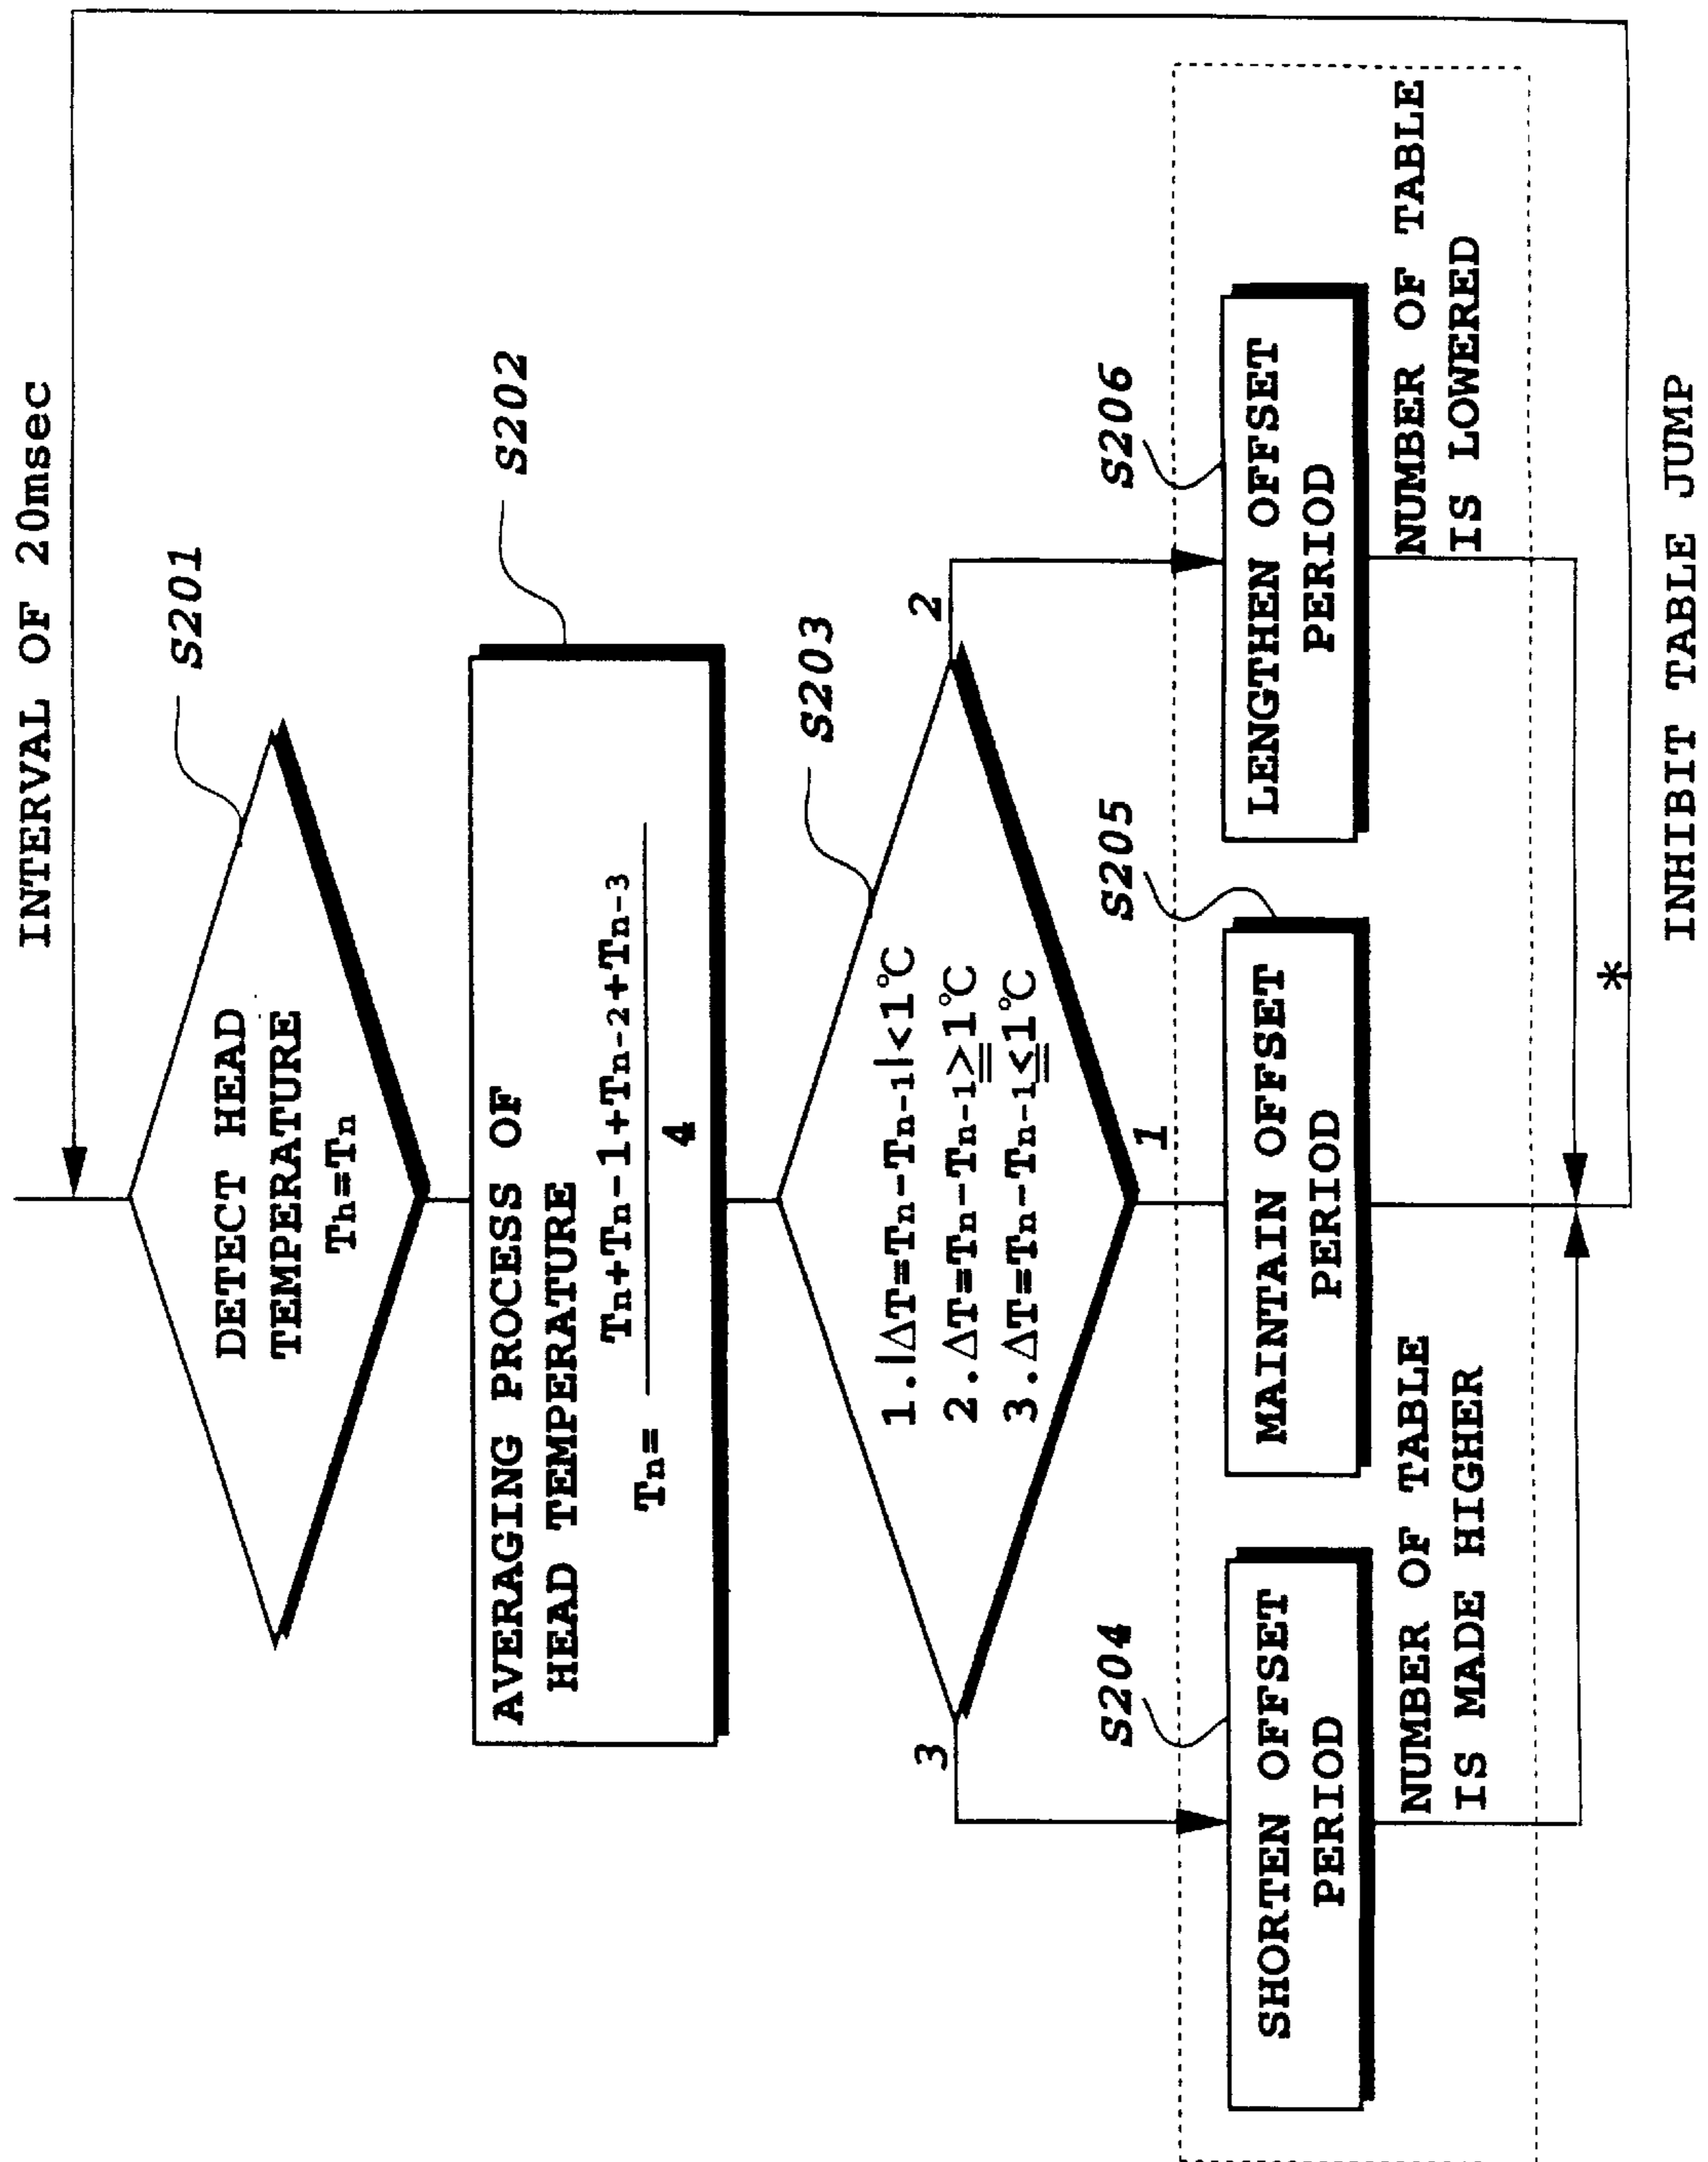 INTERVAL OF 20msec
S201
DETECT HEAD
TEMPERATURE
Th=Tn
S202
AVERAGING PROCESS OF
HEAD TEMPERATURE
Tn= Tn+Tn-1+Tn-2+Tn-3
4
S203
1.|ΔT=Tn-Tn-1|<1℃
2.ΔT=Tn-Tn-1≧1℃
3.ΔT=Tn-Tn-1≦1℃
3
1
2
S204
SHORTEN OFFSET
PERIOD
NUMBER OF TABLE
IS MADE HIGHER
S205
MAINTAIN OFFSET
PERIOD
S206
LENGTHEN OFFSET
PERIOD
NUMBER OF TABLE
IS LOWERED
*
INHIBIT TABLE JUMP